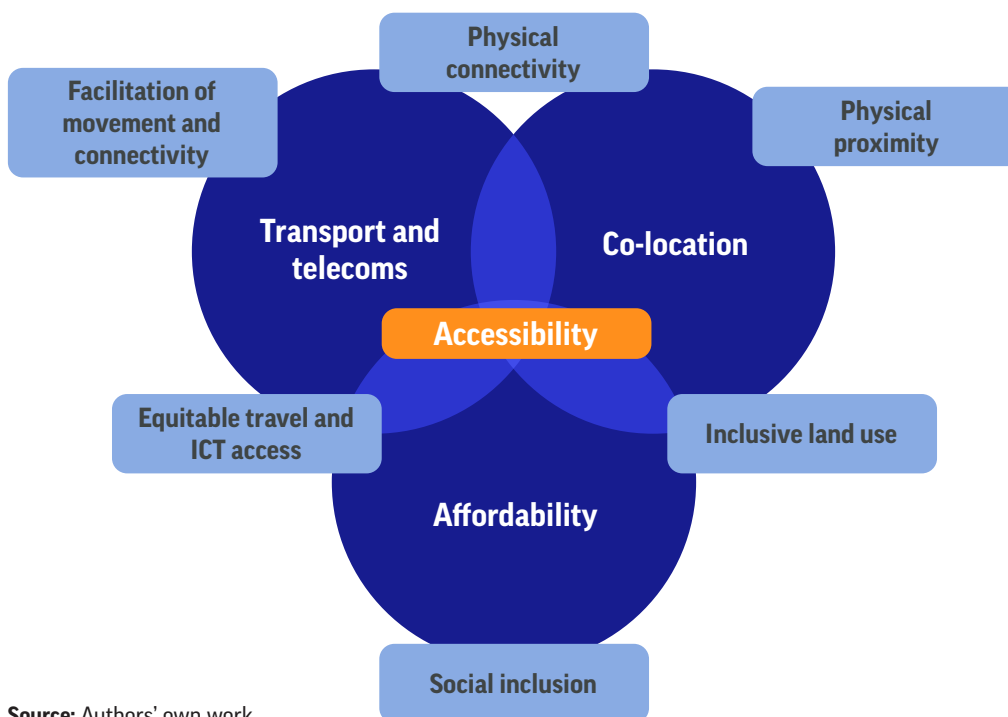 Physical
connectivity
Facilitation of
movement and
connectivity
Physical
proximity
Transport and
telecoms
Co-location
Accessibility
Equitable travel and
ICT access
Inclusive land use
Affordability
Social inclusion
Source: Authors' own work